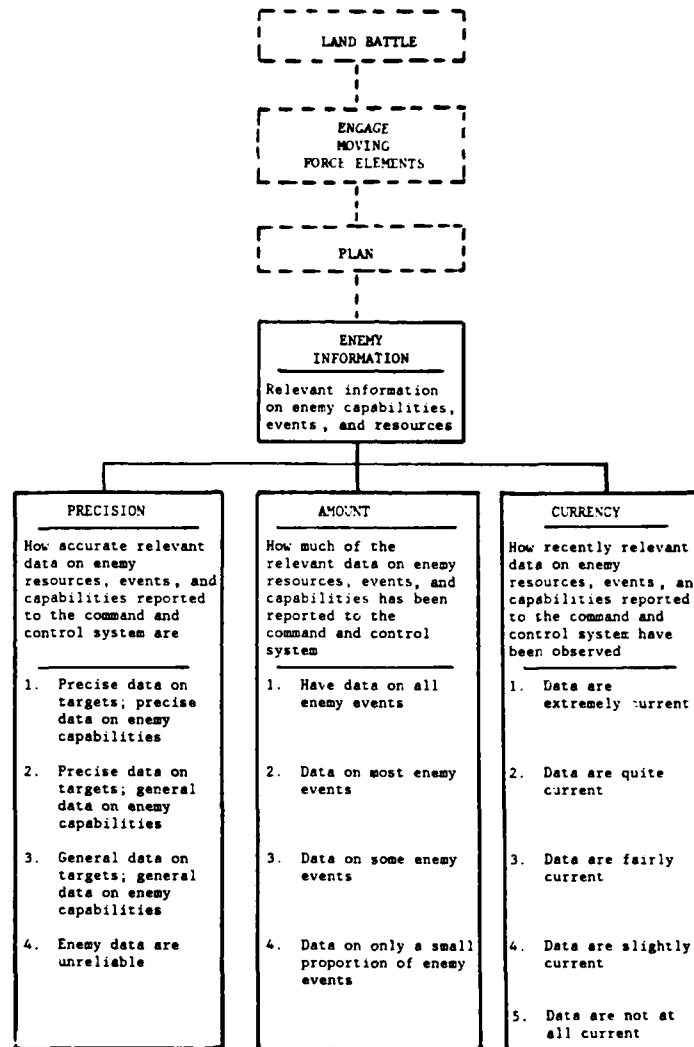 LAND BATTLE
ENGAGE
MOVING
FORCE ELEMENTS
PLAN
ENEMY
INFORMATION
Relevant information
on enemy capabilities,
events, and resources
PRECISION
How accurate relevant
data on enemy
resources, events, and
capabilities reported
to the command and
control system are
1. Precise data on
targets; precise
data on enemy
capabilities
2. Precise data on
targets; general
data on enemy
capabilities
3. General data on
targets; general
data on enemy
capabilities
4. Enemy data are
unreliable
AMOUNT
How much of the
relevant data on enemy
resources, events, and
capabilities has been
reported to the
command and control
system
1. Have data on all
enemy events
2. Data on most enemy
events
3. Data on some enemy
events
4. Data on only a small
proportion of enemy
events
CURRENCY
How recently relevant
data on enemy
resources, events, an
capabilities reported
to the command and
control system have
been observed
1. Data are
extremely current
2. Data are quite
current
3. Data are fairly
current
4. Data are slightly
current
5. Data are not at
all current